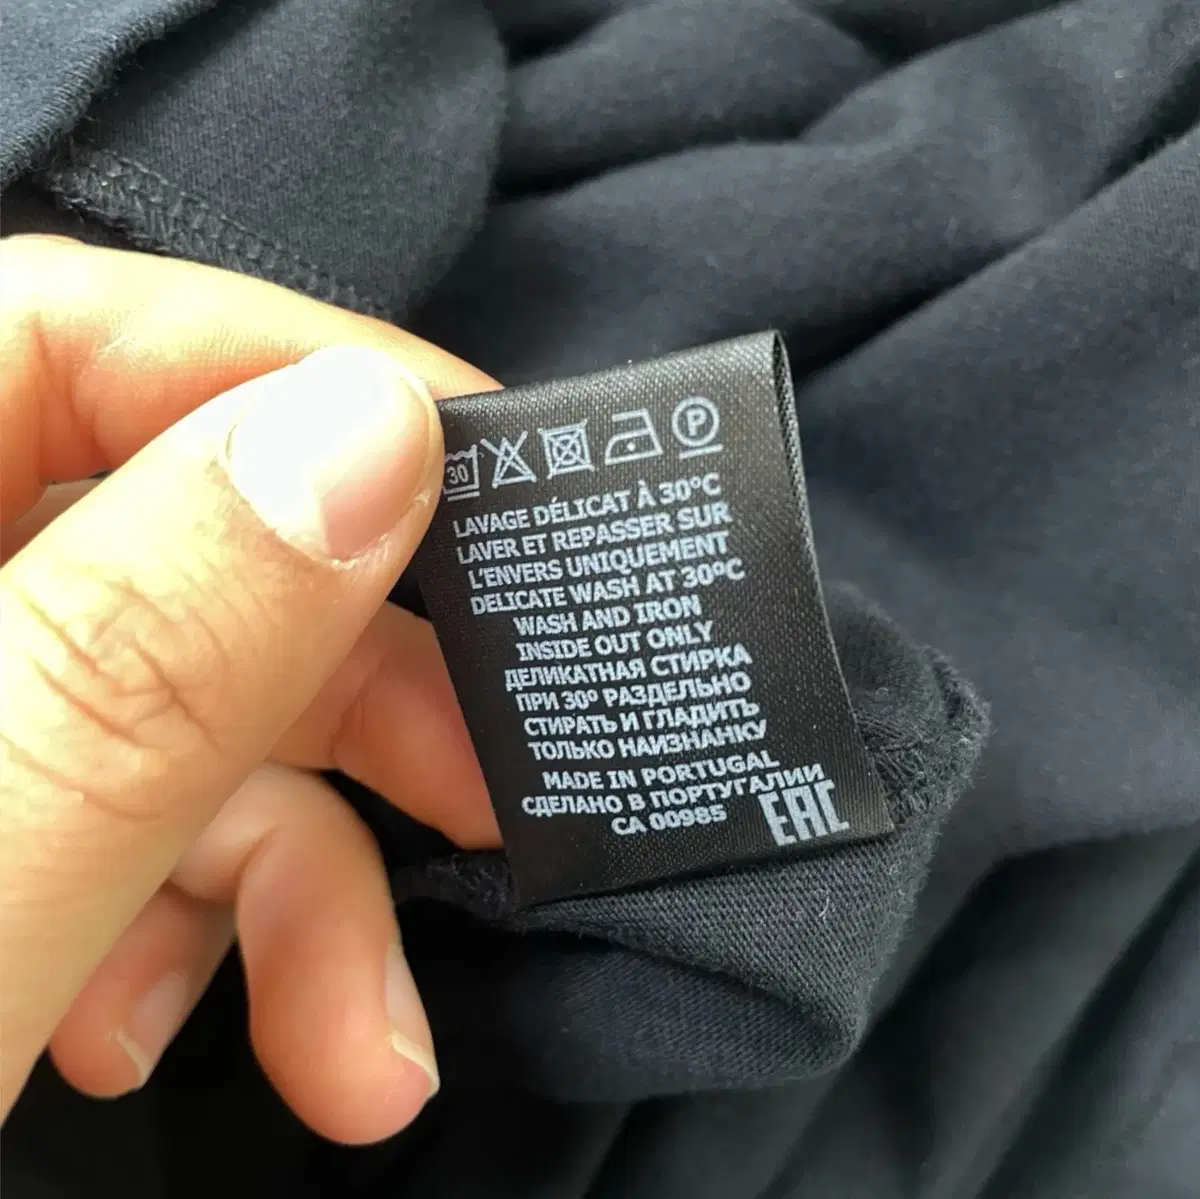 30
P
LAVAGE DÉLICAT À 30°C
LAVER ET REPASSER SUR
L'ENVERS UNIQUEMENT
DELICATE WASH AT 30°C
WASH AND IRON
INSIDE OUT ONLY
ДЕЛИКАТНАЯ СТИРКА
ПРИ 30° РАЗДЕЛЬНО
СТИРАТЬ И ГЛАДИТЬ
ТОЛЬКО НАИЗНАНКУ
MADE IN PORTUGAL
СДЕЛАНО В ПОРТУГАЛИИ
CA 00985
EAC